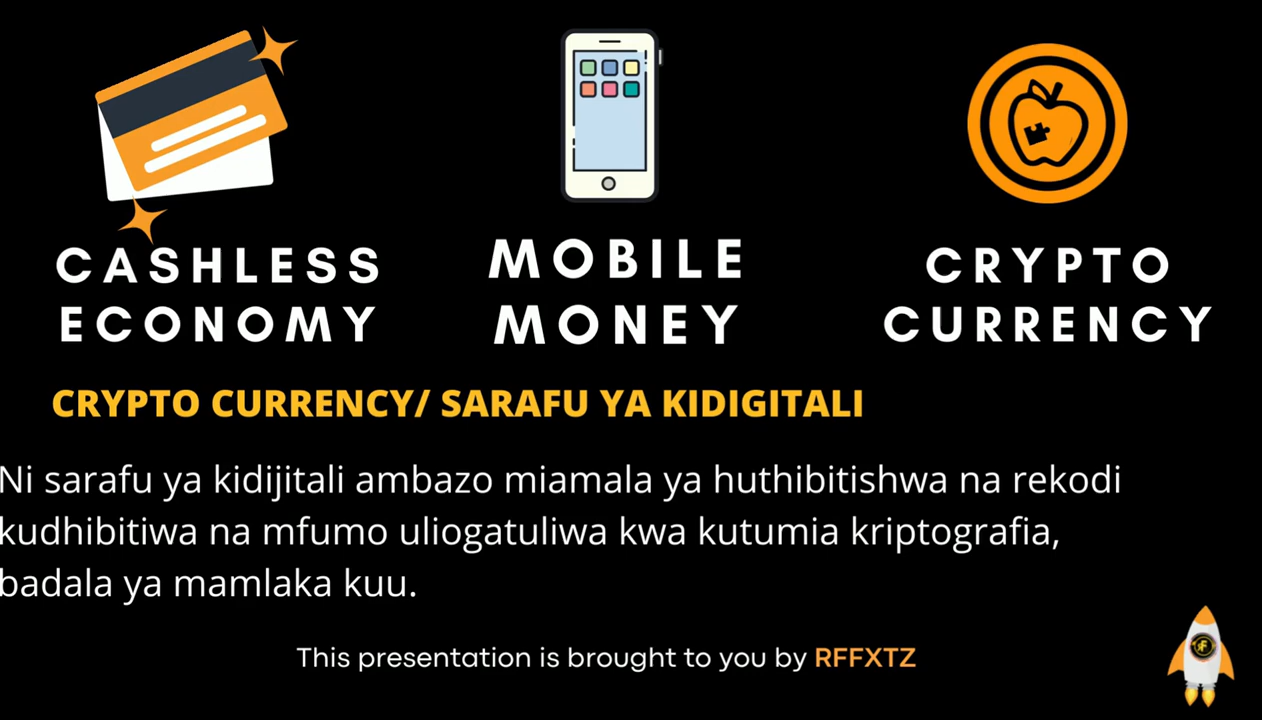 CASHLESS
ECONOMY
MOBILE
MONEY
CRYPTO
CURRENCY
CRYPTO CURRENCY/ SARAFU YA KIDIGITALI
Ni sarafu ya kidijitali ambazo miamala ya huthibitishwa na rekodi
kudhibitiwa na mfumo uliogatuliwa kwa kutumia kriptografia,
badala ya mamlaka kuu.
This presentation is brought to you by RFFXTZ